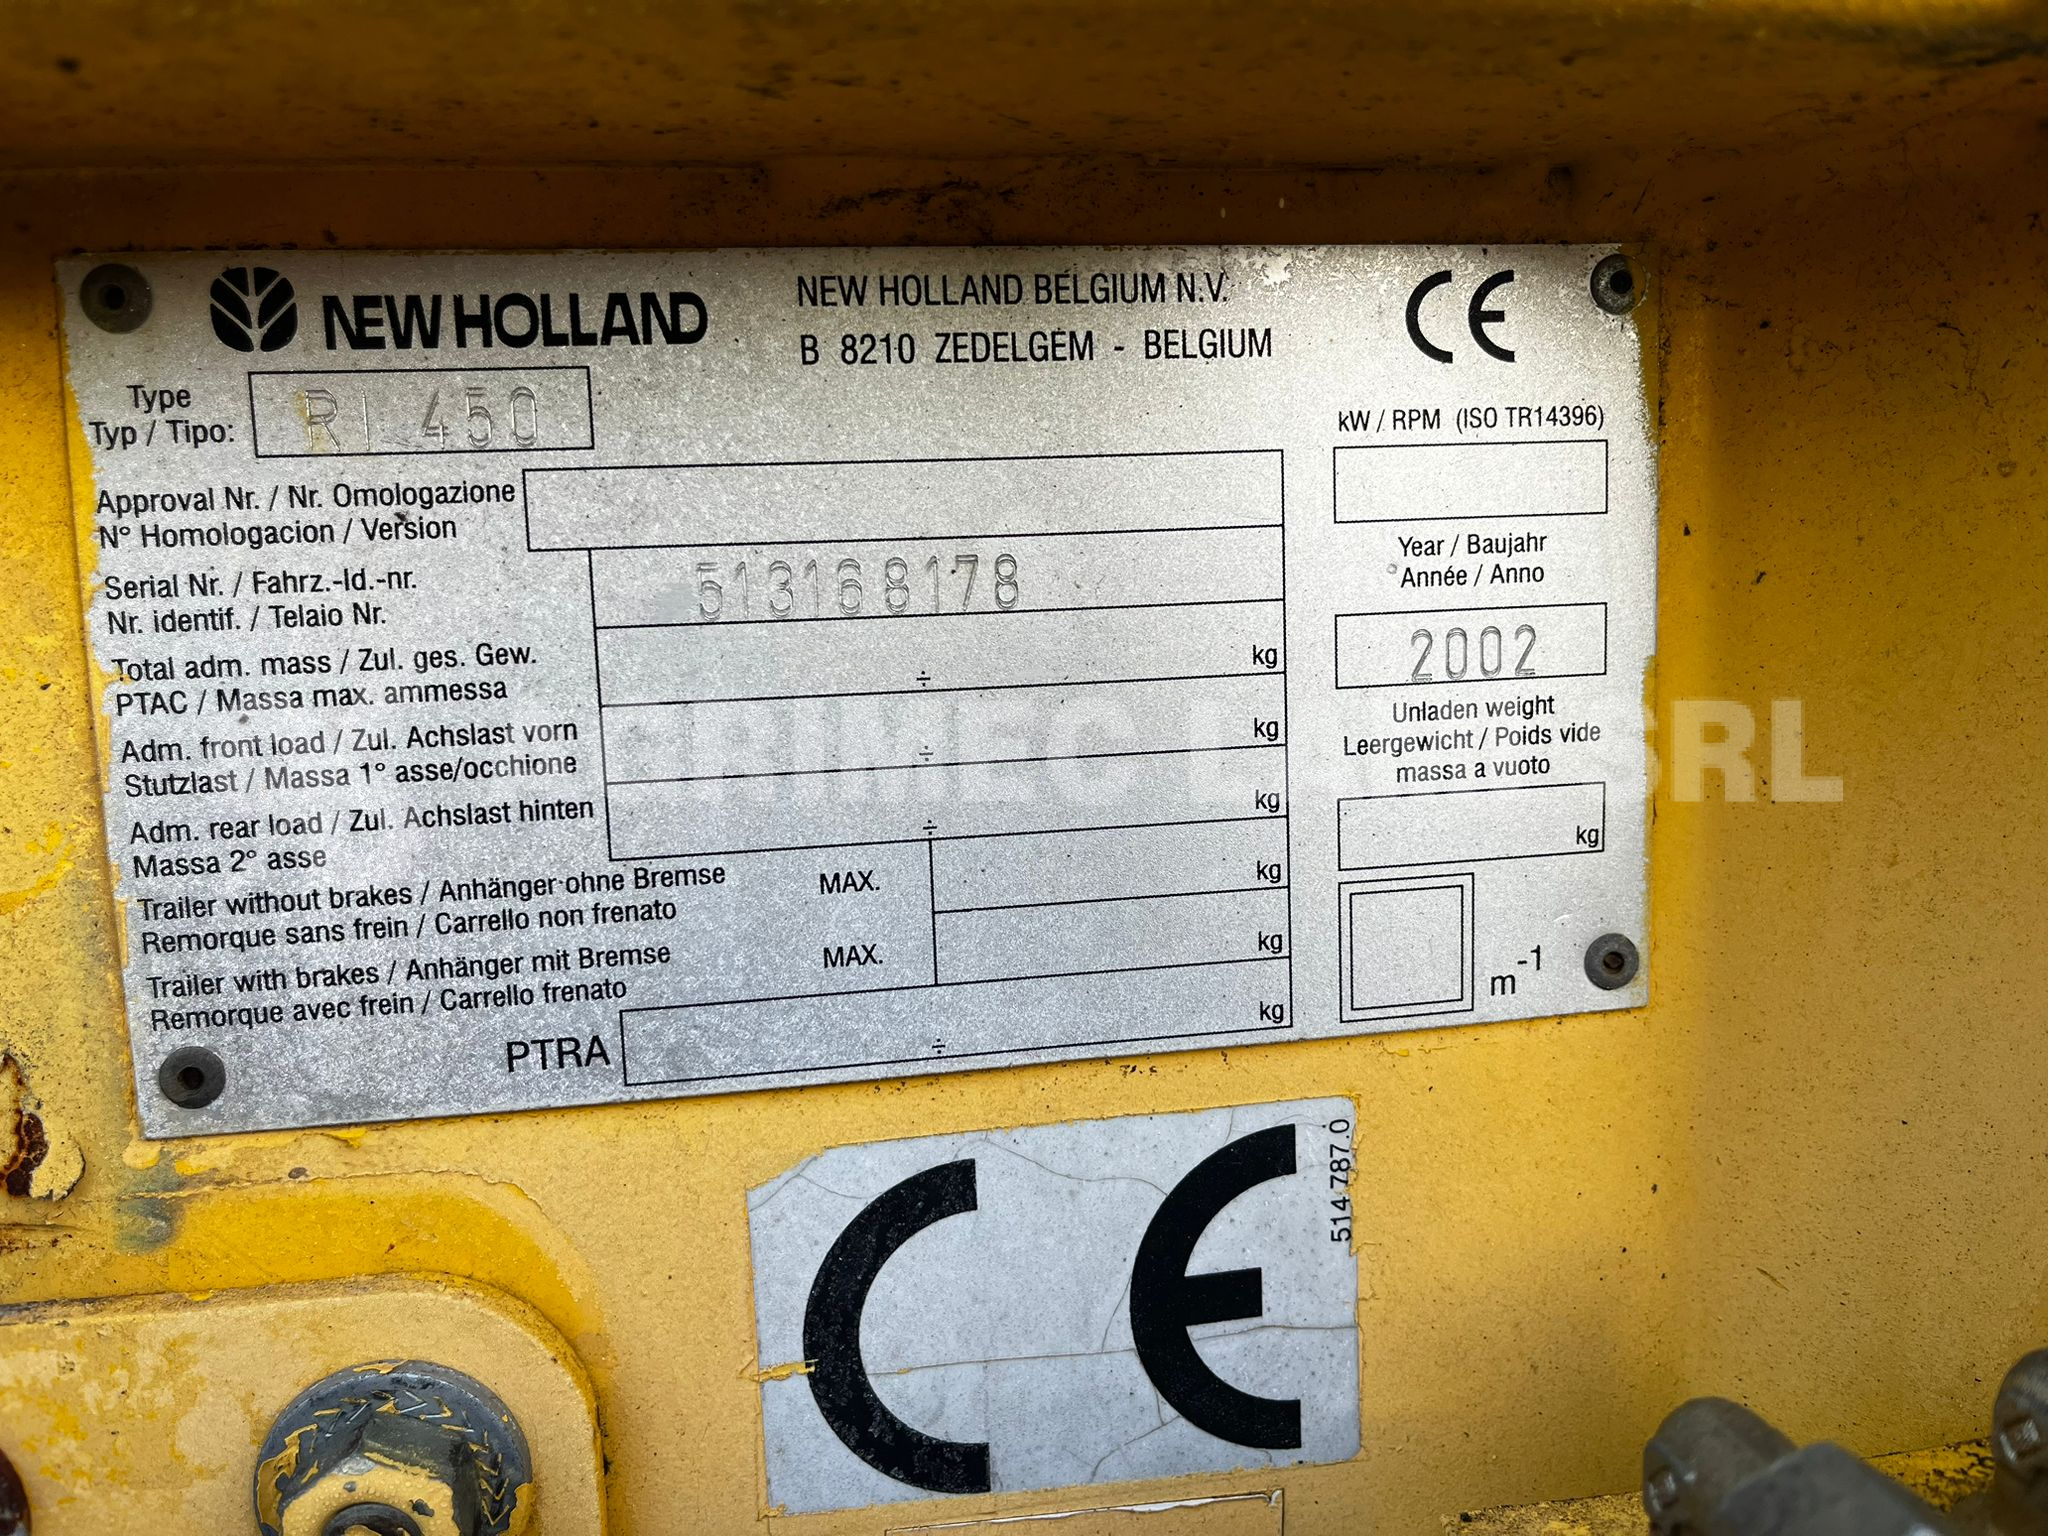 NEW HOLLAND
NEW HOLLAND BELGIUM N.V.
B 8210 ZEDELGEM - BELGIUM
CE
Type
Typ / Tipo:
RI 450
kW / RPM (ISO TR14396)
Approval Nr. / Nr. Omologazione
N° Homologacion / Version
Year / Baujahr
Année / Anno
Serial Nr. / Fahrz.-Id.-nr.
Nr. identif. / Telaio Nr.
513168178
2002
Total adm. mass / Zul. ges. Gew.
PTAC / Massa max. ammessa
÷ kg
Unladen weight
Leergewicht / Poids vide
massa a vuoto
Adm. front load / Zul. Achslast vorn
Stutzlast / Massa 1° asse/occhione
÷ kg
kg
Adm. rear load / Zul. Achslast hinten
Massa 2° asse
÷ kg
Trailer without brakes / Anhänger ohne Bremse
Remorque sans frein / Carrello non frenato
MAX. kg
Trailer with brakes / Anhänger mit Bremse
Remorque avec frein / Carrello frenato
MAX. kg
m-1
PTRA ÷ kg
CE
514 787.0
SRL